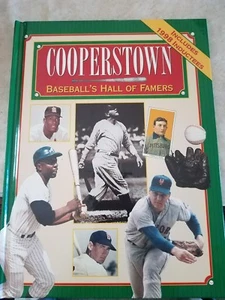 COOPERSTOWN
BASEBALL'S HALL OF FAMERS
INCLUDES
1998 INDUCTEES